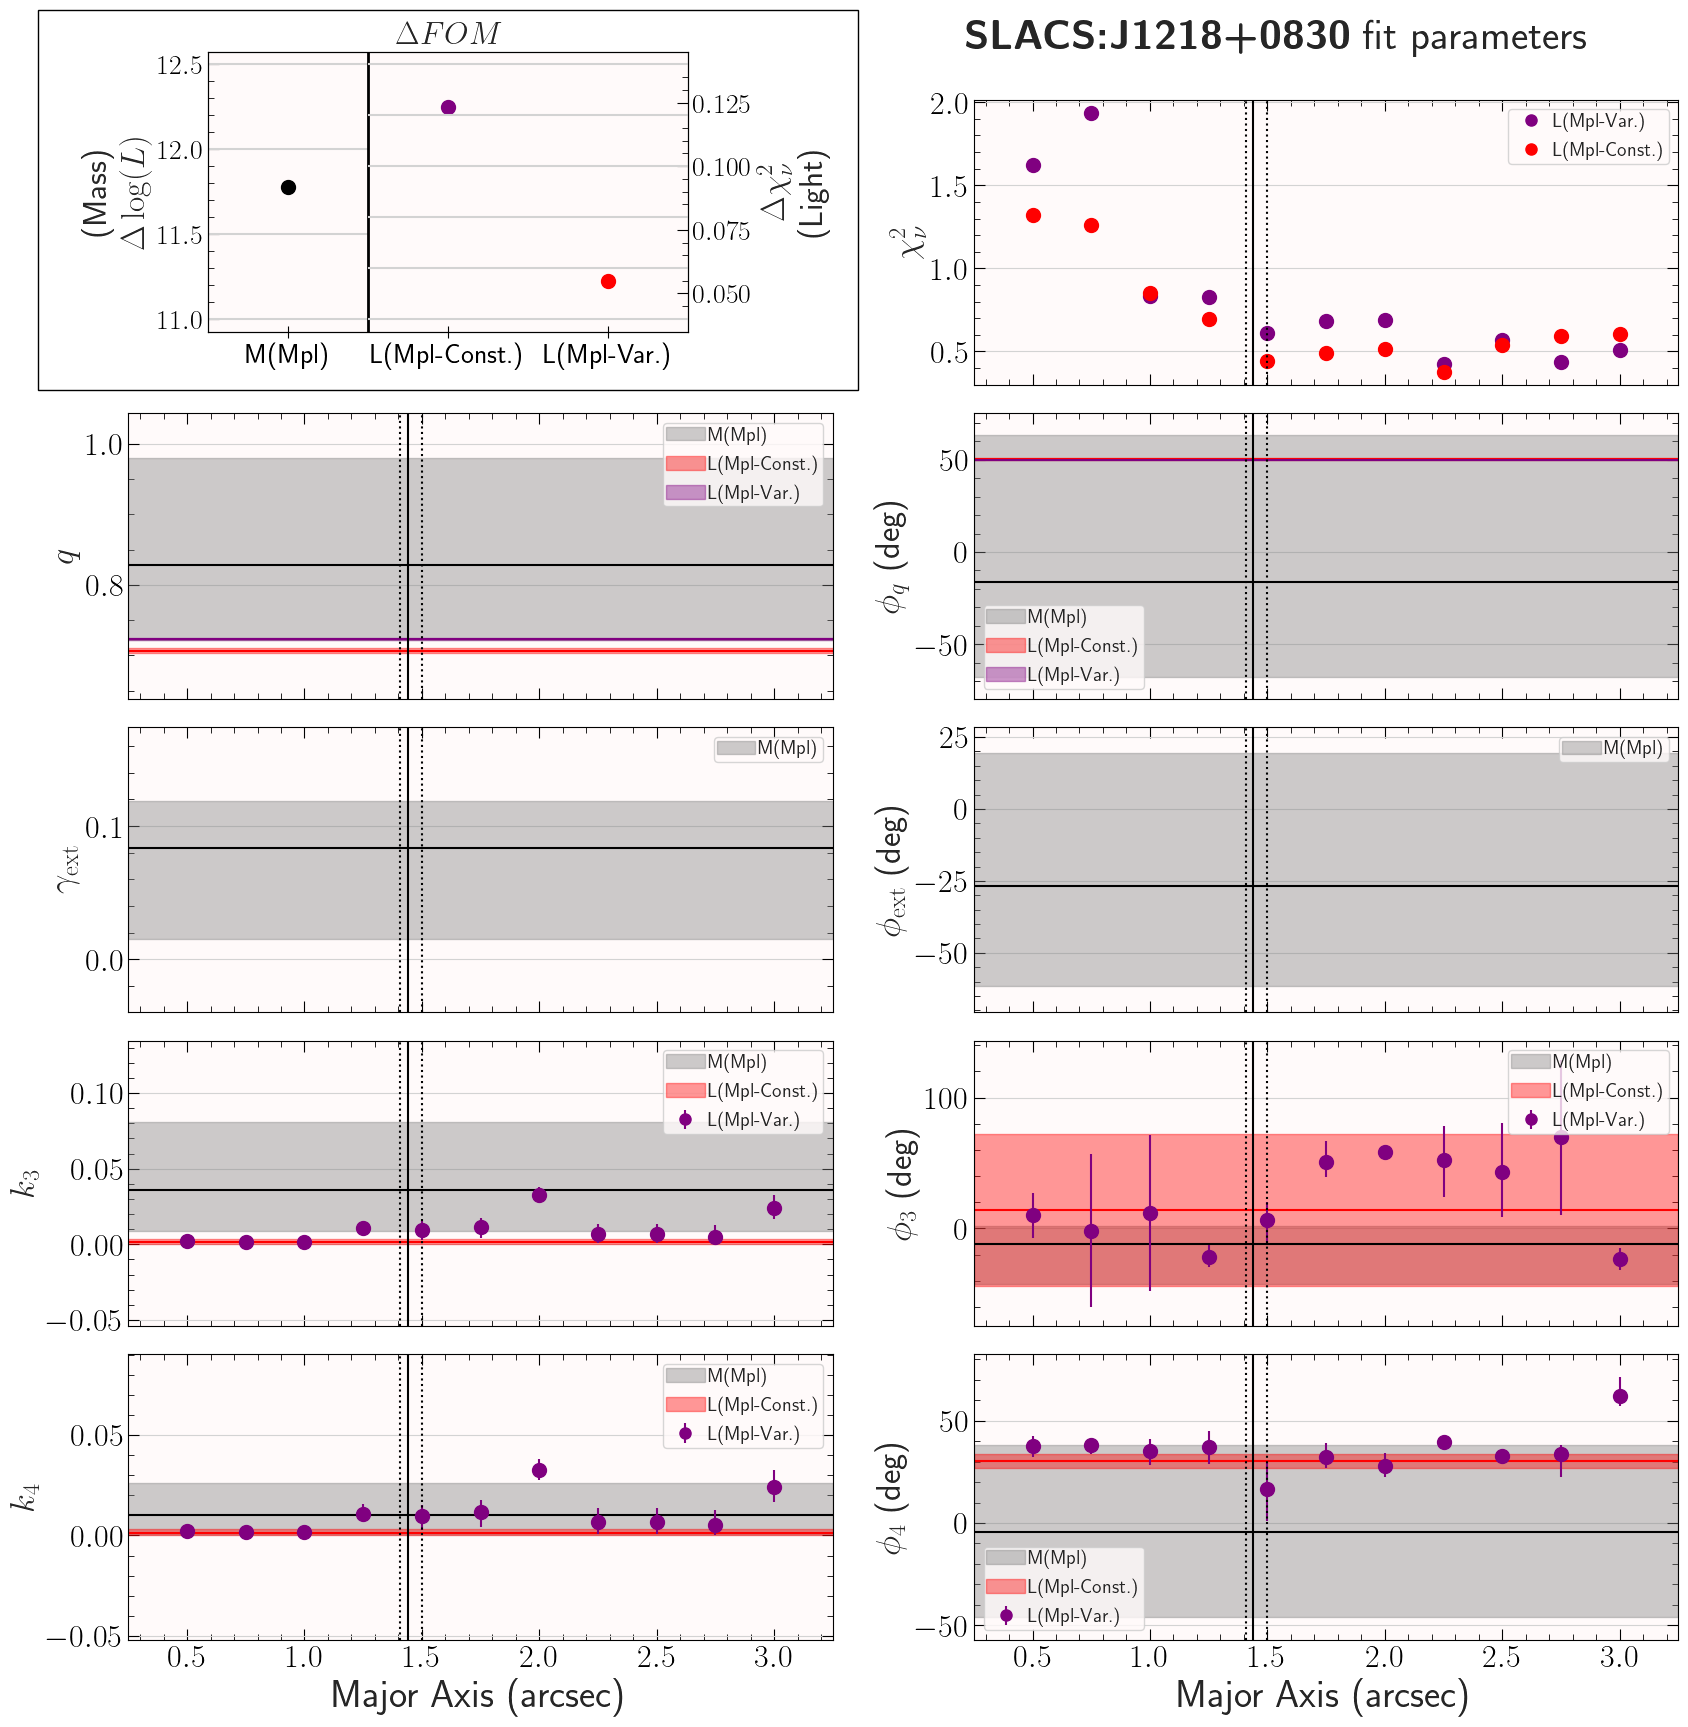 ΔFOM
SLACS:J1218+0830 fit parameters
(Mass)
Δ log(L)
12.5
12.0
11.5
11.0
0.125
0.100
0.075
0.050
Δχ²ᵥ
(Light)
M(Mpl)
L(Mpl-Const.)
L(Mpl-Var.)
χ²ᵥ
2.0
1.5
1.0
0.5
L(Mpl-Var.)
L(Mpl-Const.)
q
1.0
0.8
M(Mpl)
L(Mpl-Const.)
L(Mpl-Var.)
ϕq (deg)
50
0
−50
M(Mpl)
L(Mpl-Const.)
L(Mpl-Var.)
γext
0.1
0.0
M(Mpl)
ϕext (deg)
25
0
−25
−50
M(Mpl)
k3
0.10
0.05
0.00
−0.05
M(Mpl)
L(Mpl-Const.)
L(Mpl-Var.)
ϕ3 (deg)
100
0
M(Mpl)
L(Mpl-Const.)
L(Mpl-Var.)
k4
0.05
0.00
−0.05
M(Mpl)
L(Mpl-Const.)
L(Mpl-Var.)
0.5 1.0 1.5 2.0 2.5 3.0
Major Axis (arcsec)
ϕ4 (deg)
50
0
−50
M(Mpl)
L(Mpl-Const.)
L(Mpl-Var.)
0.5 1.0 1.5 2.0 2.5 3.0
Major Axis (arcsec)